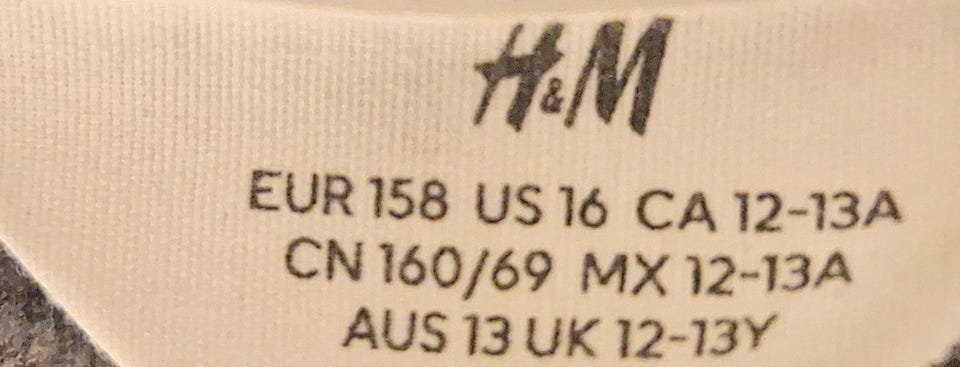 H&M
EUR 158 US 16 CA 12-13A
CN 160/69 MX 12-13A
AUS 13 UK 12-13Y